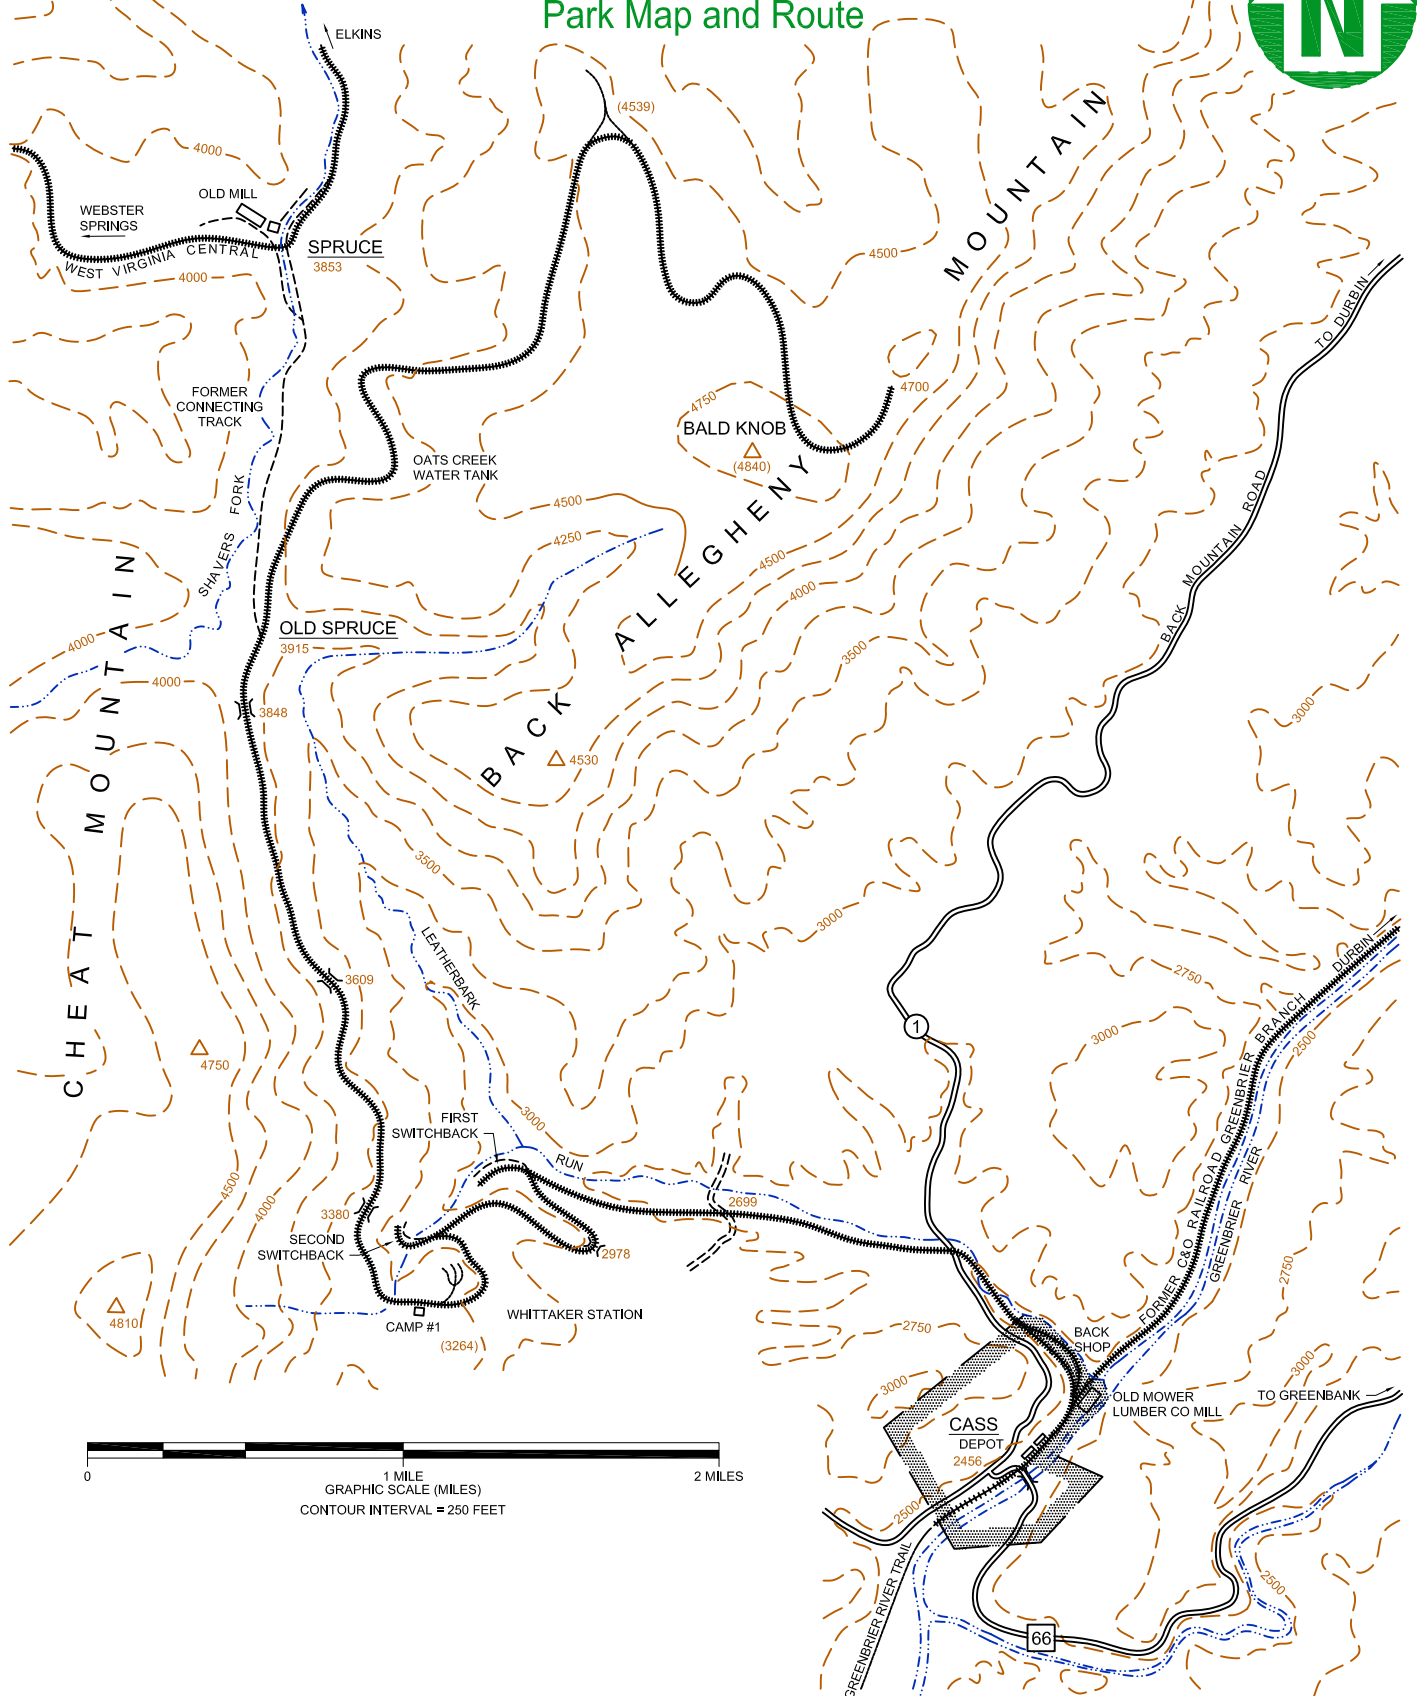 Park Map and Route
N
ELKINS
(4539)
4000
OLD MILL
WEBSTER
SPRINGS
WEST VIRGINIA CENTRAL
SPRUCE
3853
4000
4500
MOUNTAIN
TO DURBIN
FORMER
CONNECTING
TRACK
4750
4700
BALD KNOB
(4840)
OATS CREEK
WATER TANK
4500
4250
SHAVERS FORK
ALLEGHENY
4500
4000
3500
BACK MOUNTAIN ROAD
OLD SPRUCE
3915
4000
4000
3848
CHEAT MOUNTAIN
BACK
4530
3000
3500
3000
LEATHERBARK
3609
2750
DURBIN
1
3000
2500
4750
FORMER C&O RAILROAD GREENBRIER BRANCH
GREENBRIER RIVER
FIRST
SWITCHBACK
3000
RUN
4500
4000
3380
2699
SECOND
SWITCHBACK
2978
2750
4810
CAMP #1
WHITTAKER STATION
(3264)
2750
BACK
SHOP
3000
3000
OLD MOWER
LUMBER CO MILL
TO GREENBANK
CASS
DEPOT
2456
0
1 MILE
2 MILES
GRAPHIC SCALE (MILES)
CONTOUR INTERVAL = 250 FEET
2500
2500
GREENBRIER RIVER TRAIL
66